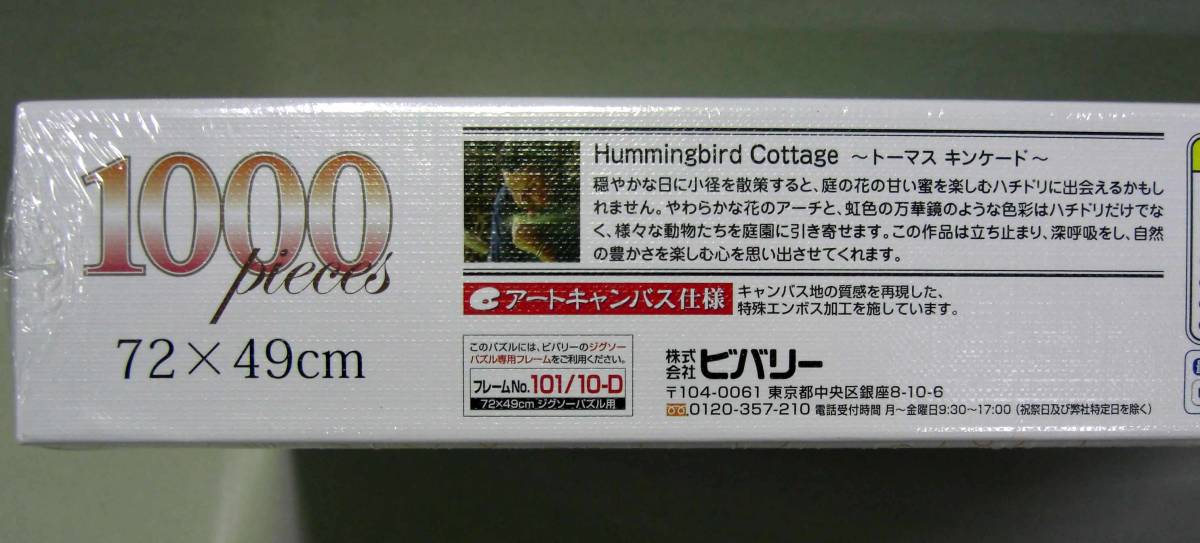 1000
pieces
72×49cm
Hummingbird Cottage ～トーマス キンケード～
穏やかな日に小径を散策すると、庭の花の甘い蜜を楽しむハチドリに出会えるかもし
れません。やわらかな花のアーチと、虹色の万華鏡のような色彩はハチドリだけでな
く、様々な動物たちを庭園に引き寄せます。この作品は立ち止まり、深呼吸をし、自然
の豊かさを楽しむ心を思い出させてくれます。
アートキャンバス仕様
キャンバス地の質感を再現した、
特殊エンボス加工を施しています。
このパズルには、ビバリーのジグソー
パズル専用フレームをご利用ください。
フレームNo. 101/10-D
72×49cm ジグソーパズル用
株式会社 ビバリー
〒104-0061 東京都中央区銀座8-10-6
0120-357-210 電話受付時間 月～金曜日9:30～17:00（祝祭日及び弊社特定日を除く）